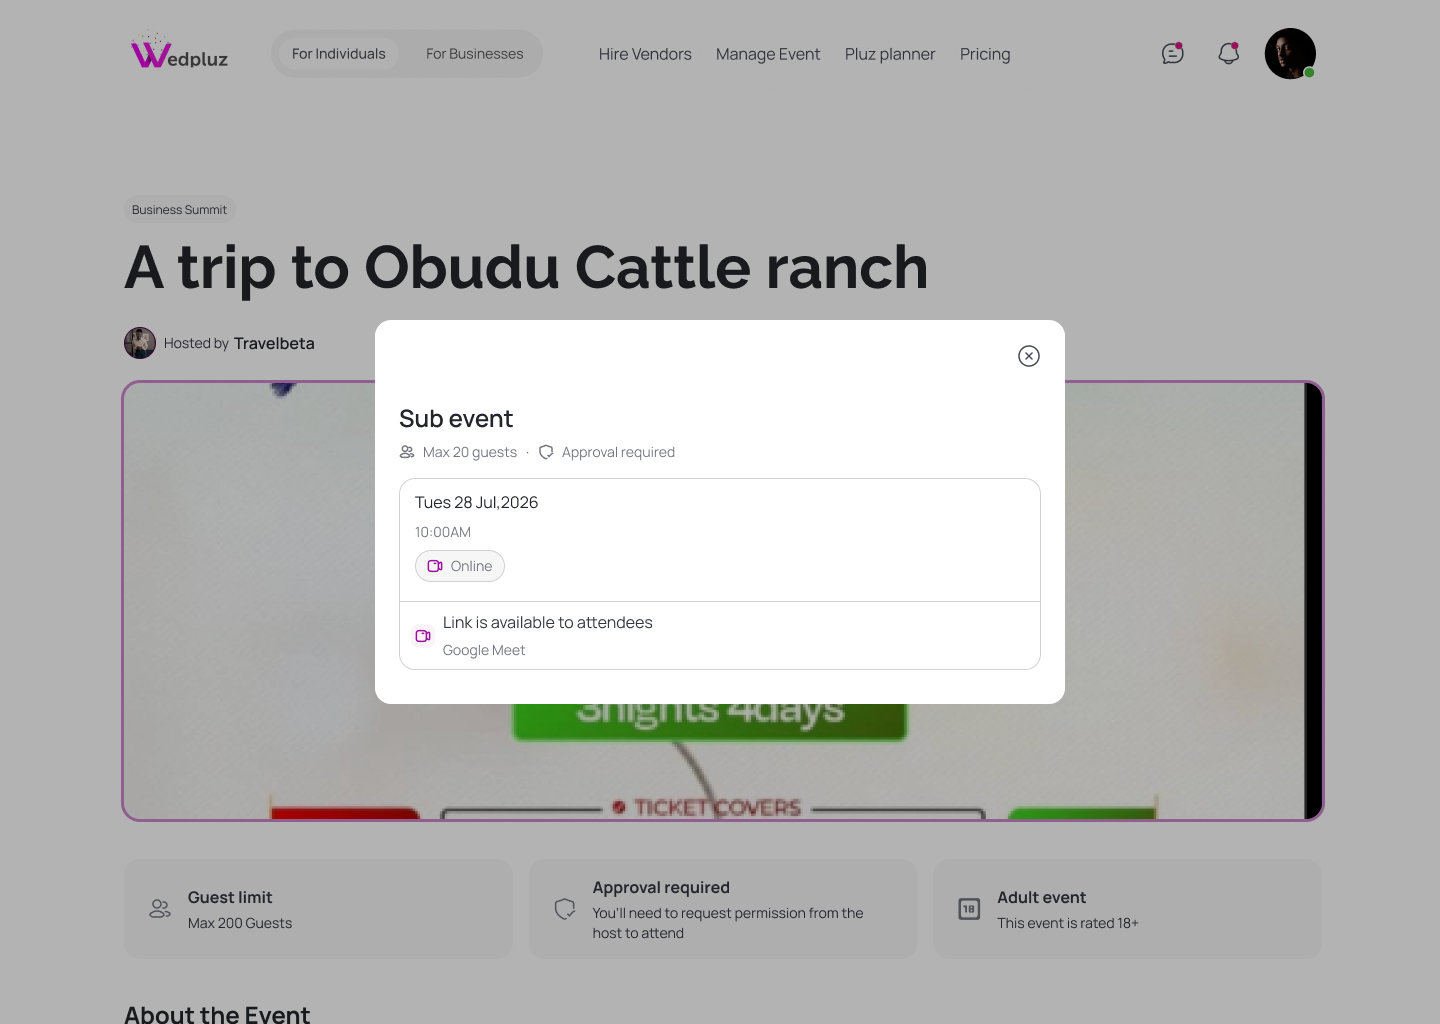 Wedpluz
For Individuals
For Businesses
Hire Vendors
Manage Event
Pluz planner
Pricing
Business Summit
A trip to Obudu Cattle ranch
Hosted by Travelbeta
Sub event
Max 20 guests · Approval required
Tues 28 Jul,2026
10:00AM
Online
Link is available to attendees
Google Meet
3nights 4days
TICKET COVERS
Guest limit
Max 200 Guests
Approval required
You'll need to request permission from the
host to attend
18
Adult event
This event is rated 18+
About the Event